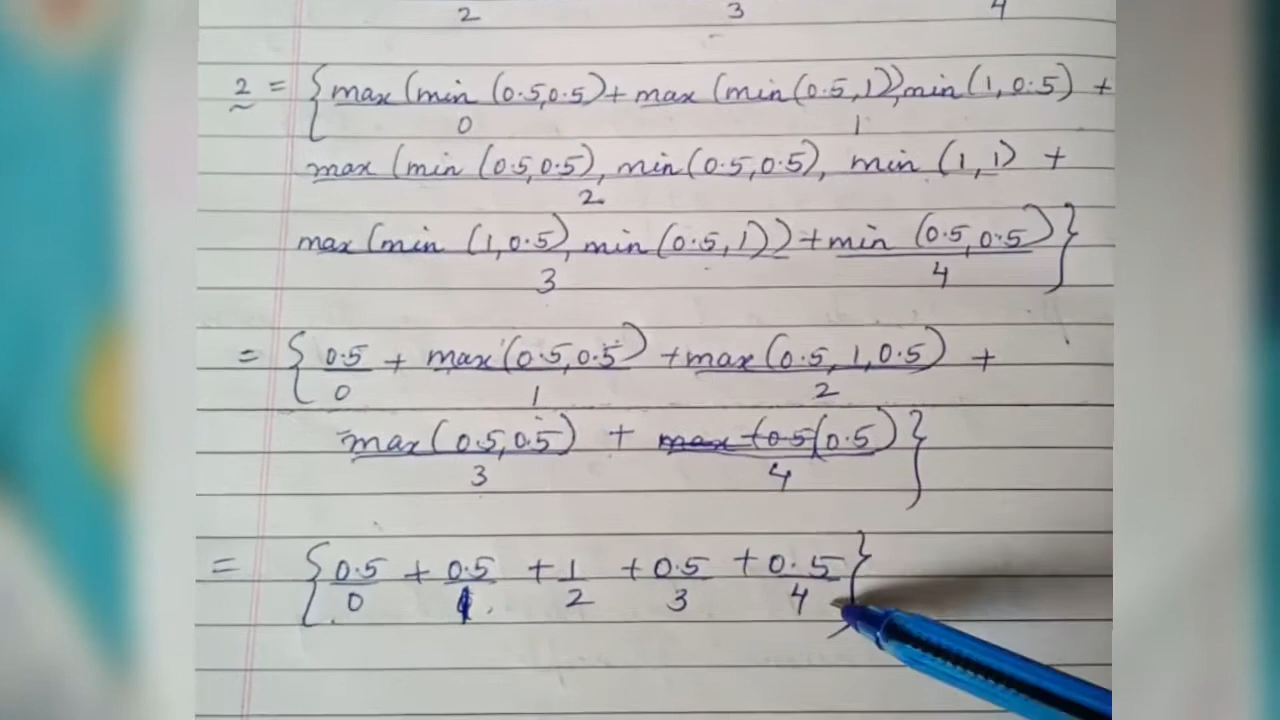 2 3 4
2 = { max (min (0.5,0.5) + max (min(0.5,1)), min(1,0.5) +
0 1
max (min (0.5,0.5), min(0.5,0.5), min (1,1) +
2
max (min (1,0.5), min(0.5,1)) + min (0.5,0.5) }
3 4
= { 0.5 + max (0.5,0.5) + max (0.5,1,0.5) +
0 1 2
max (0.5,0.5) + max (0.5 (0.5) }
3 4
= { 0.5 + 0.5 + 1 + 0.5 + 0.5 }
0 1 2 3 4